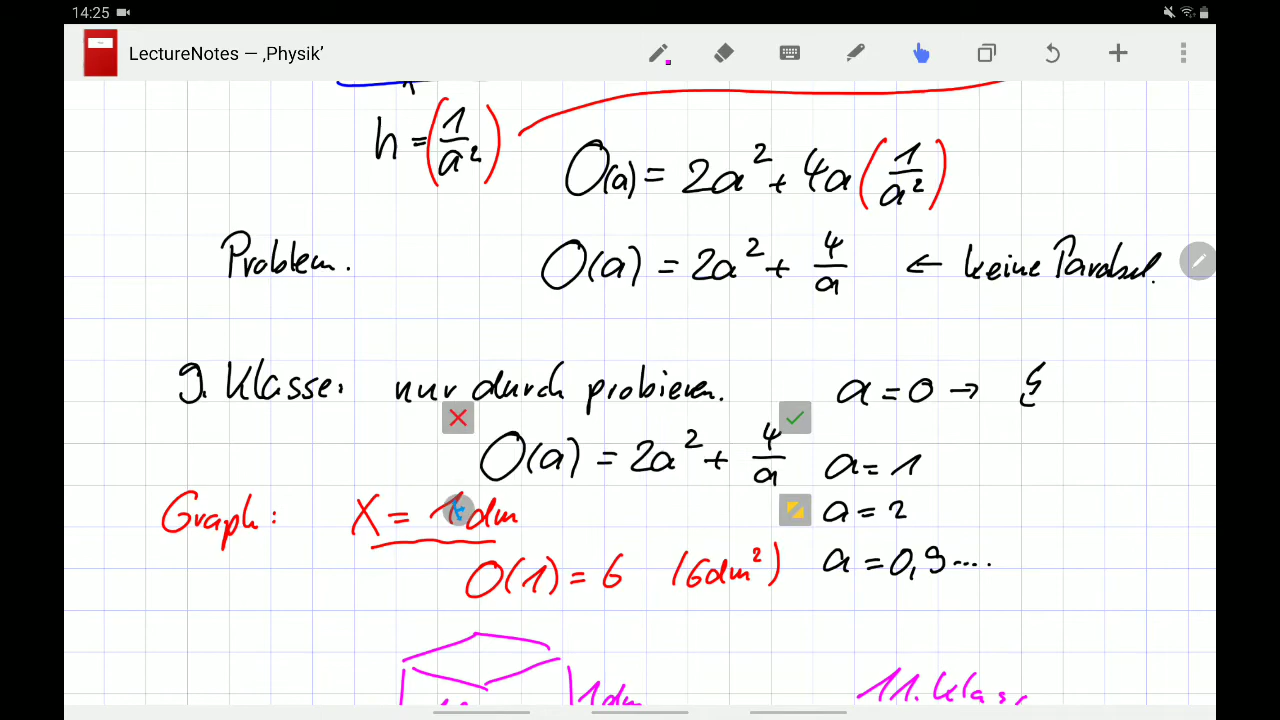 14:25
LectureNotes — ‚Physik’
h = (1/a²)
O(a) = 2a² + 4a (1/a²)
Problem. O(a) = 2a² + 4/a ← keine Parabel.
9. Klasse: nur durch probieren. a = 0 →
O(a) = 2a² + 4/a a = 1
Graph: X = 1dm a = 2
O(1) = 6 (6dm²) a = 0,9....
1dm 11. Klass